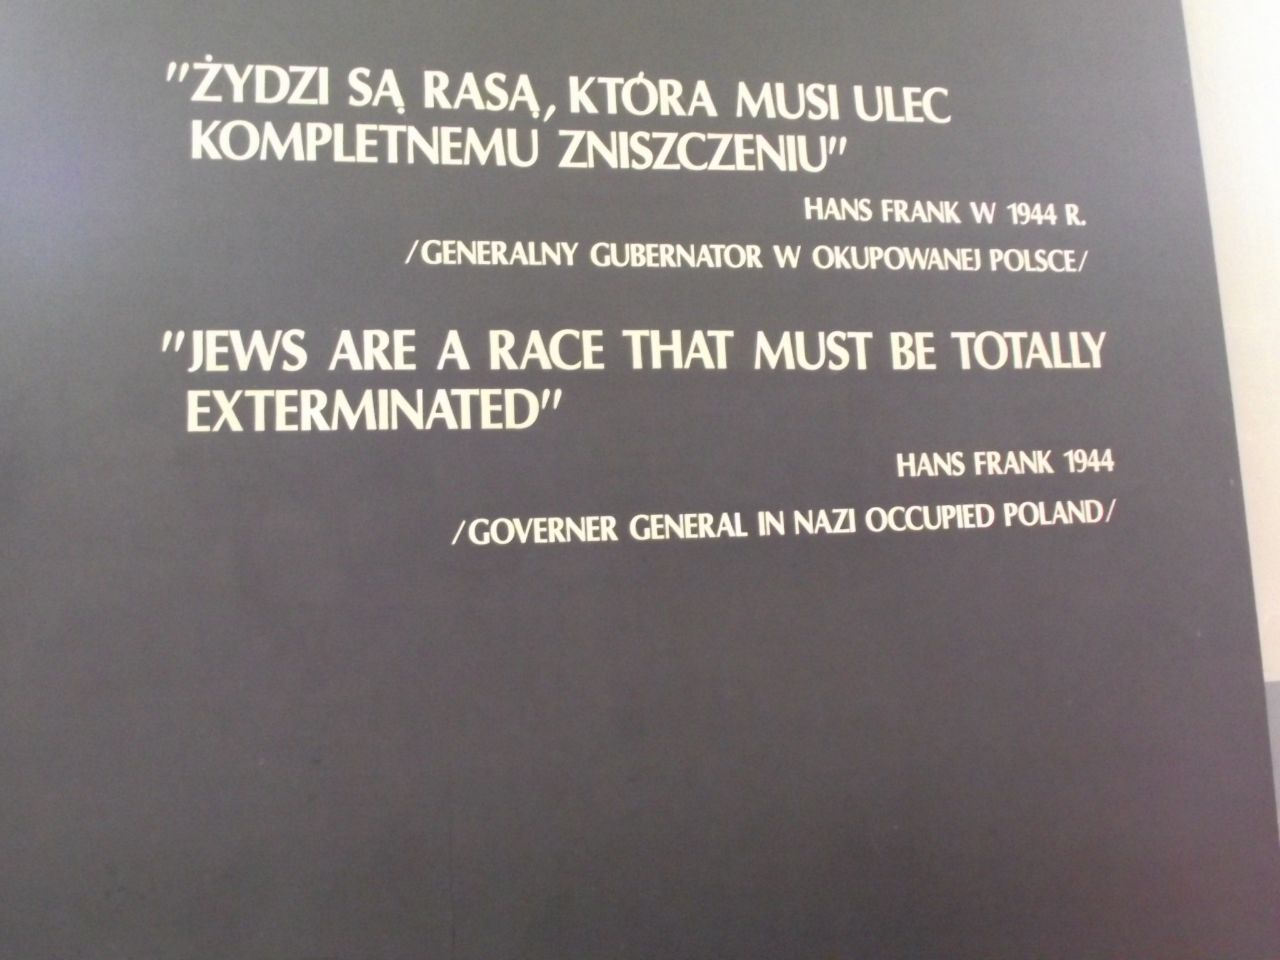 "ŻYDZI SĄ RASĄ, KTÓRA MUSI ULEC
KOMPLETNEMU ZNISZCZENIU"
HANS FRANK W 1944 R.
/GENERALNY GUBERNATOR W OKUPOWANEJ POLSCE/
"JEWS ARE A RACE THAT MUST BE TOTALLY
EXTERMINATED"
HANS FRANK 1944
/GOVERNER GENERAL IN NAZI OCCUPIED POLAND/